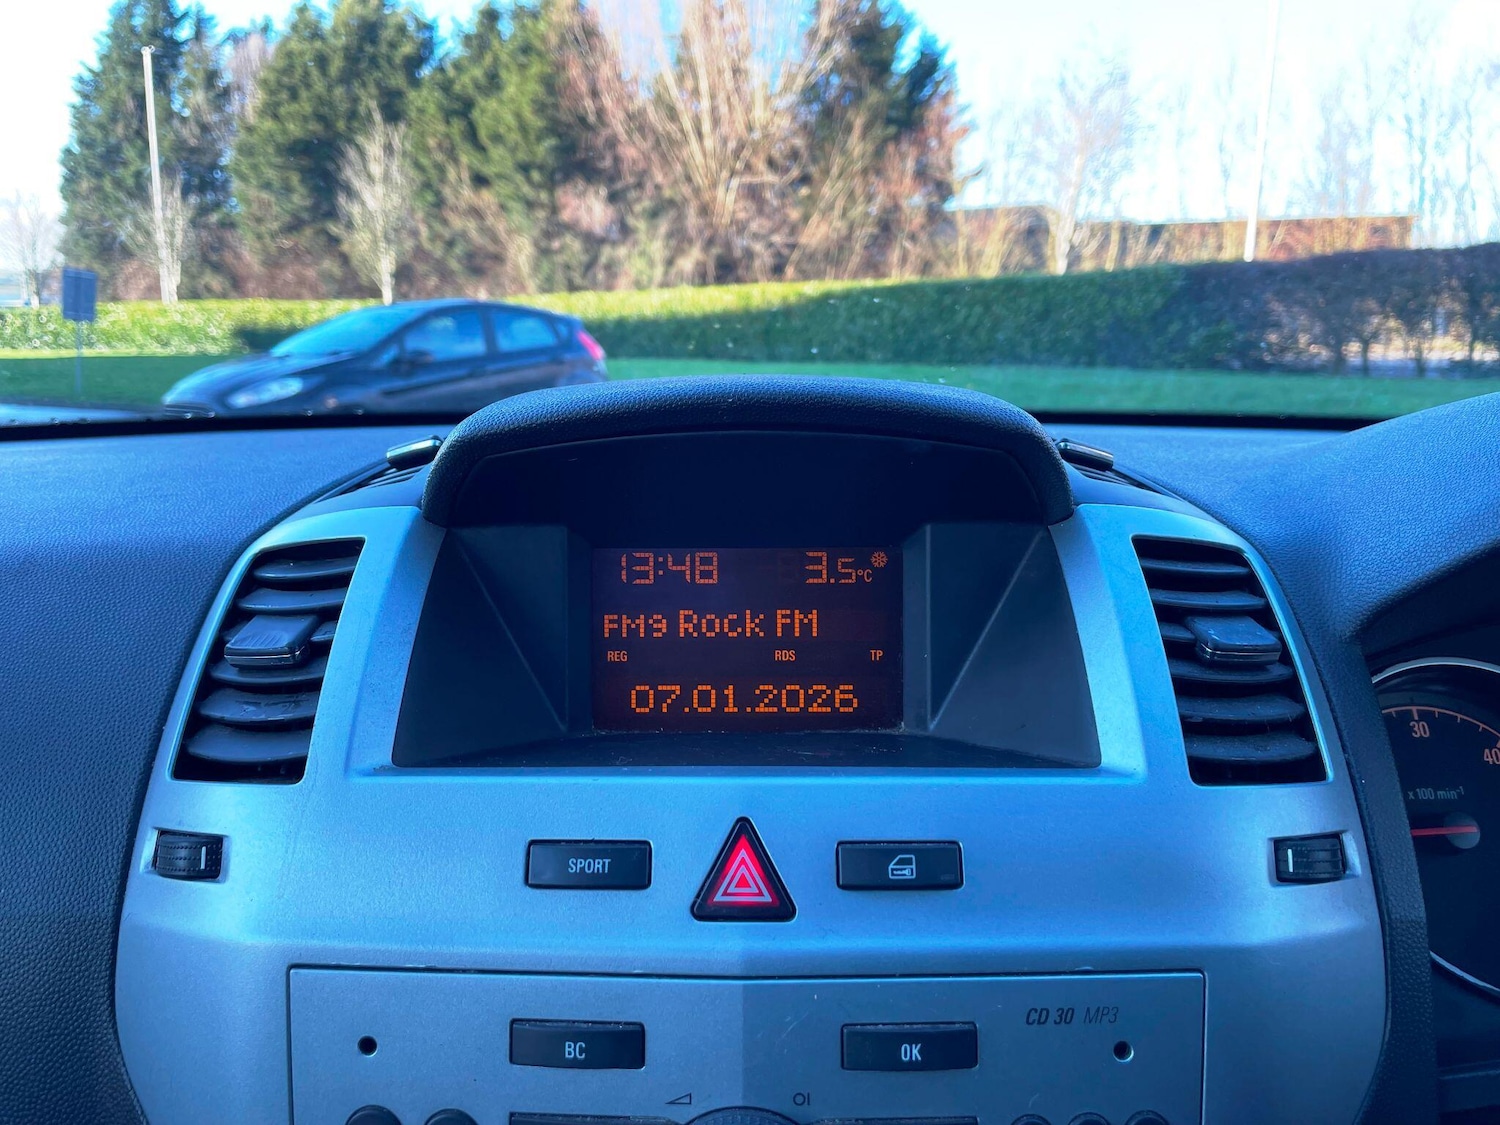 13:48 3.5°C
FM9 Rock FM
REG RDS TP
07.01.2026
30
40
x 100 min⁻¹
SPORT
CD 30 MP3
BC OK